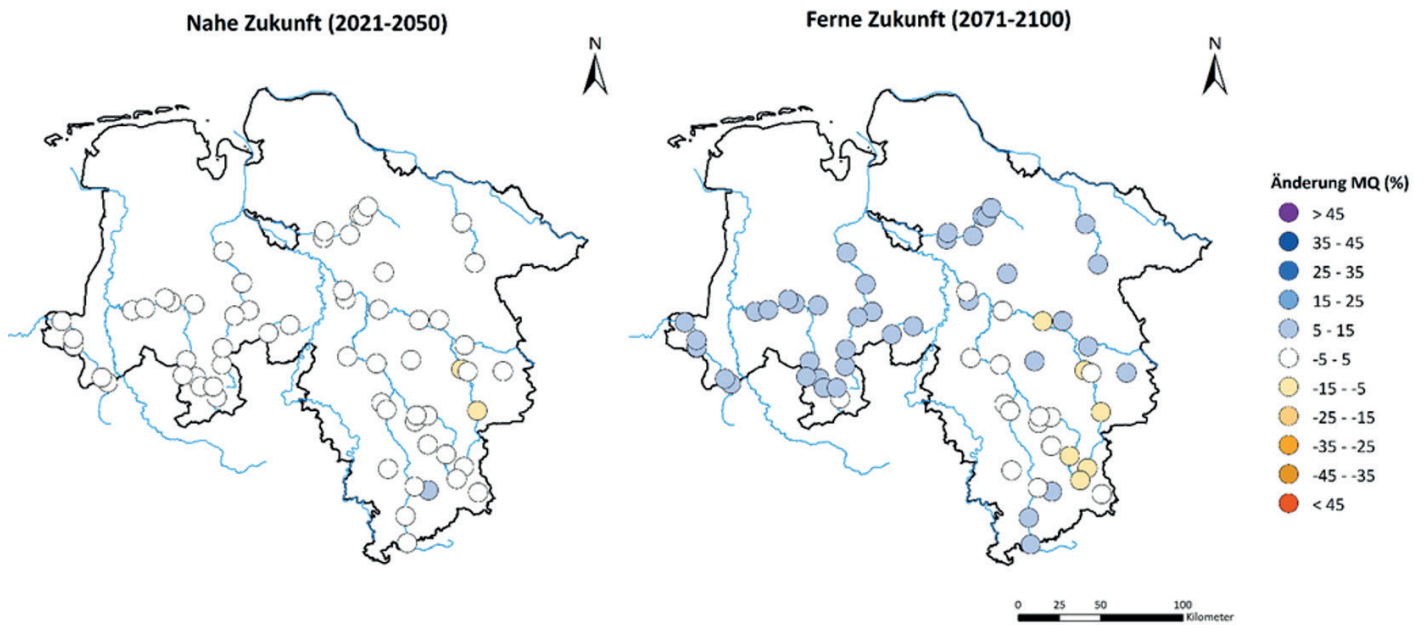 Nahe Zukunft (2021-2050)
Ferne Zukunft (2071-2100)
N
N
Änderung MQ (%)
> 45
35 - 45
25 - 35
15 - 25
5 - 15
-5 - 5
-15 - -5
-25 - -15
-35 - -25
-45 - -35
< 45
0 25 50 100
Kilometer